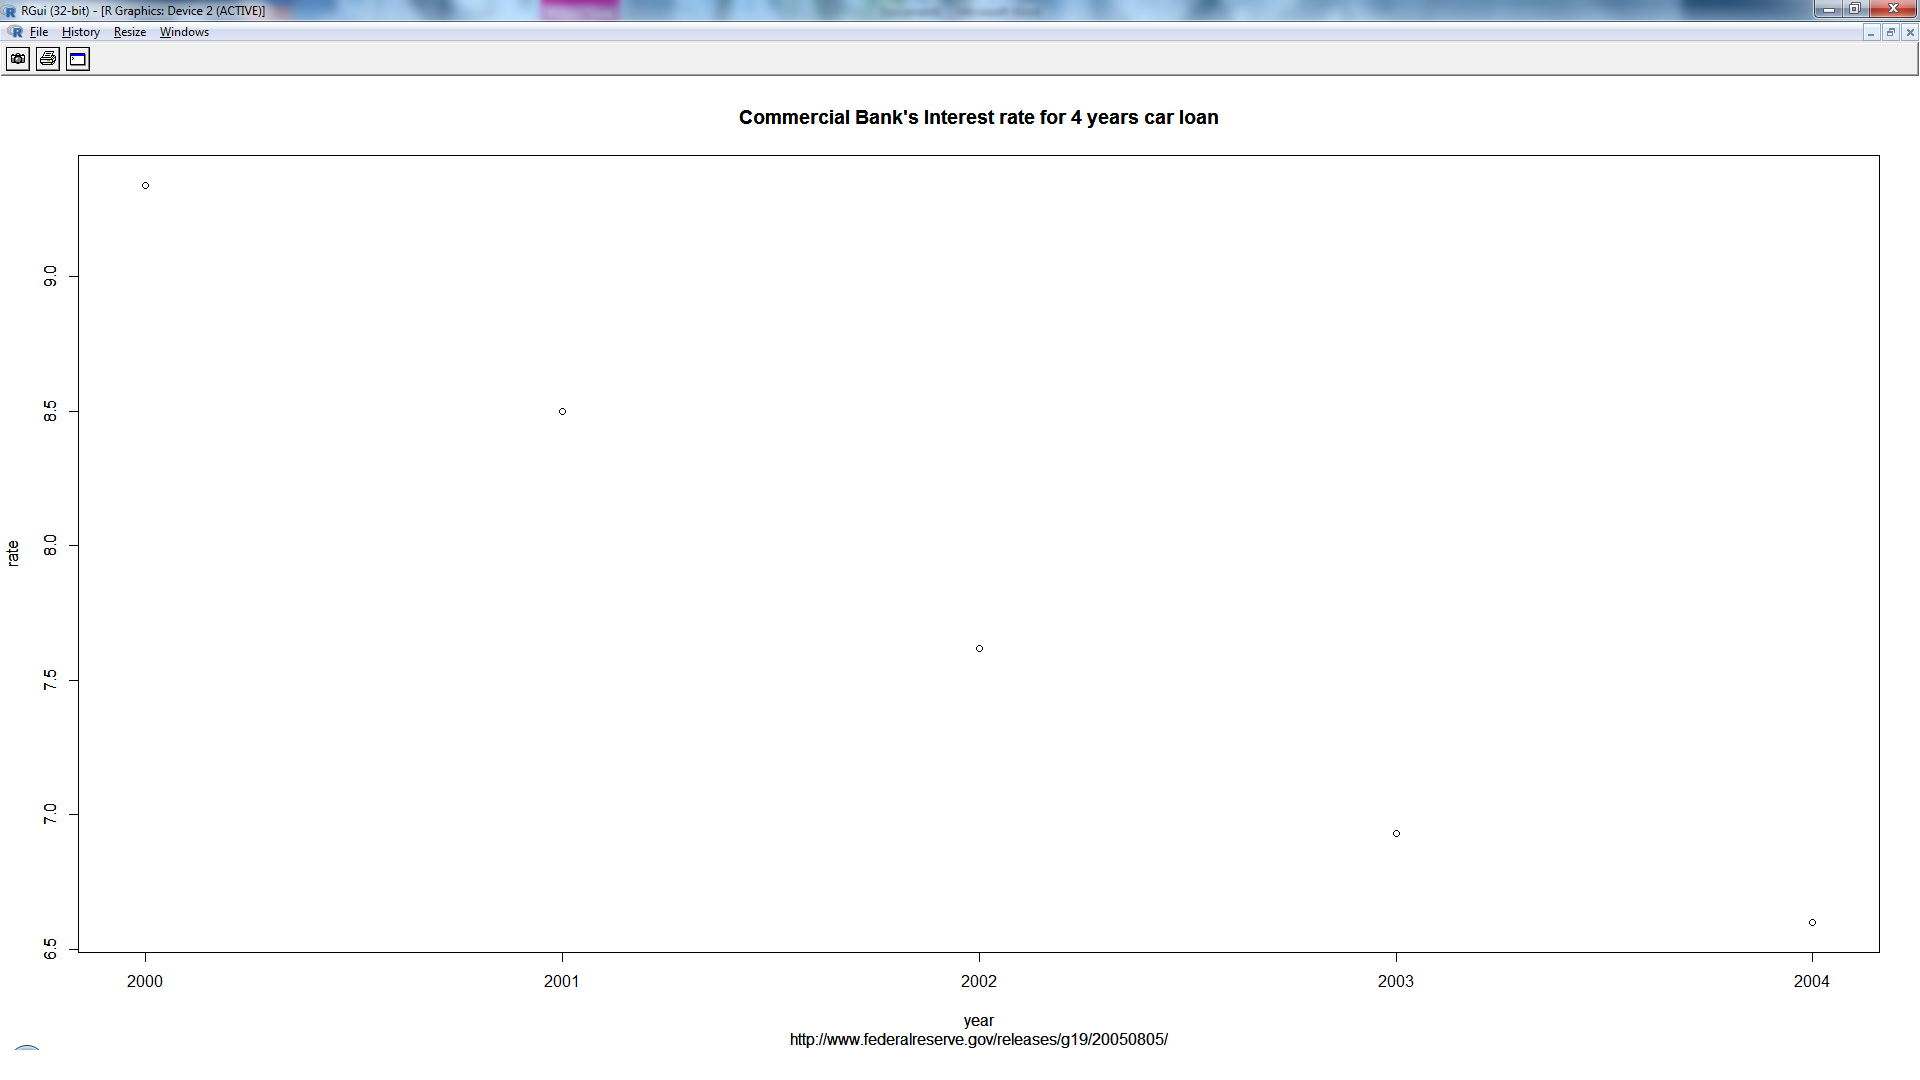 RGui (32-bit) - [R Graphics: Device 2 (ACTIVE)]
File History Resize Windows
Commercial Bank's Interest rate for 4 years car loan
rate
9.0
8.5
8.0
7.5
7.0
6.5
2000 2001 2002 2003 2004
year
http://www.federalreserve.gov/releases/g19/20050805/